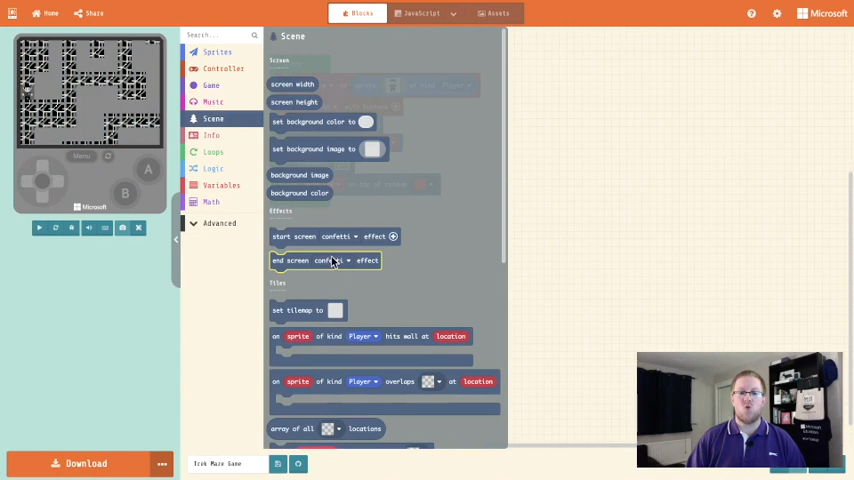 Home
Share
Blocks
JavaScript
Assets
Microsoft
Search...
Sprites
Controller
Game
Music
Scene
Info
Loops
Logic
Variables
Math
Advanced
Menu
A
B
Microsoft
Scene
Screen
screen width
screen height
set background color to
set background image to
background image
background color
Effects
start screen confetti effect
end screen confetti effect
Tiles
set tilemap to
on sprite of kind Player hits wall at location
on sprite of kind Player overlaps at location
array of all locations
Download
Trek Maze Game